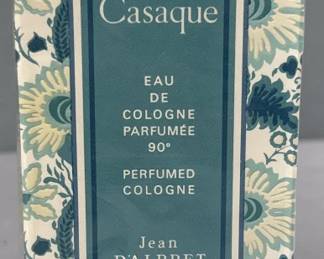 Casaque
EAU
DE
COLOGNE
PARFUMÉE
90°
PERFUMED
COLOGNE
Jean
D'ALBRET